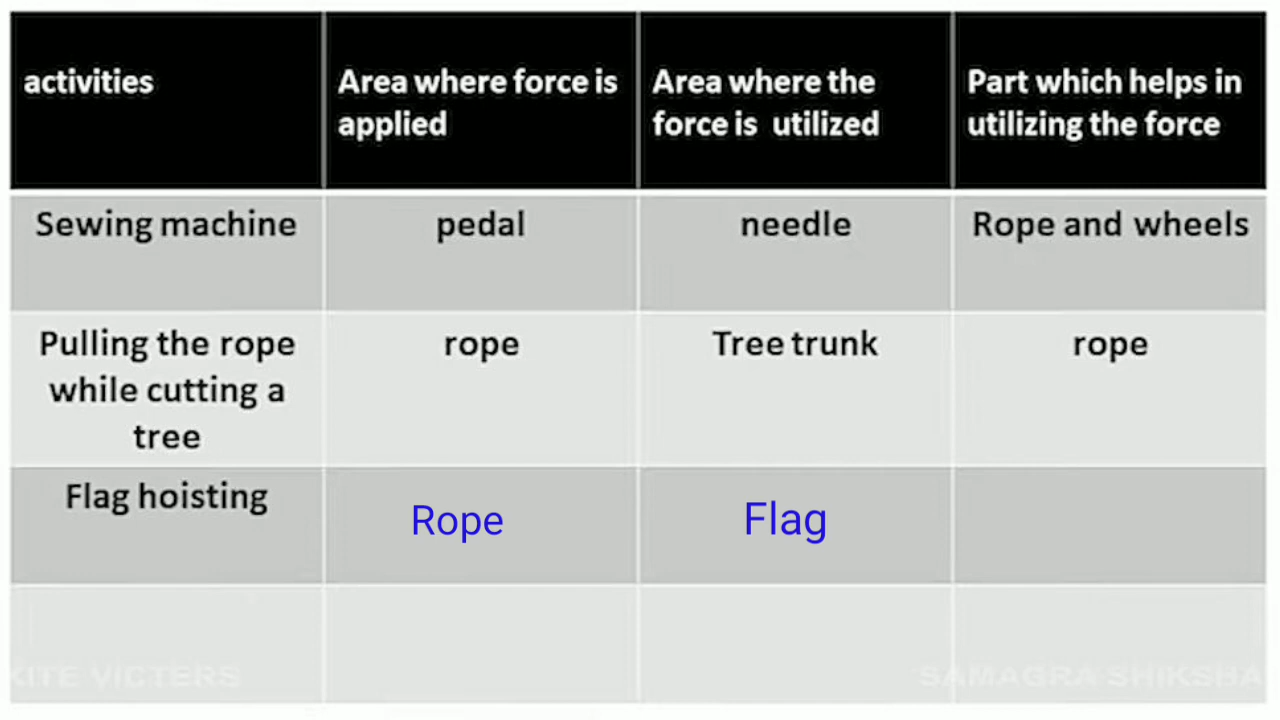 activities
Area where force is
applied
Area where the
force is utilized
Part which helps in
utilizing the force
Sewing machine
pedal
needle
Rope and wheels
Pulling the rope
while cutting a
tree
rope
Tree trunk
rope
Flag hoisting
Rope
Flag
KITE VICTERS
SAMAGRA SHIKSHA